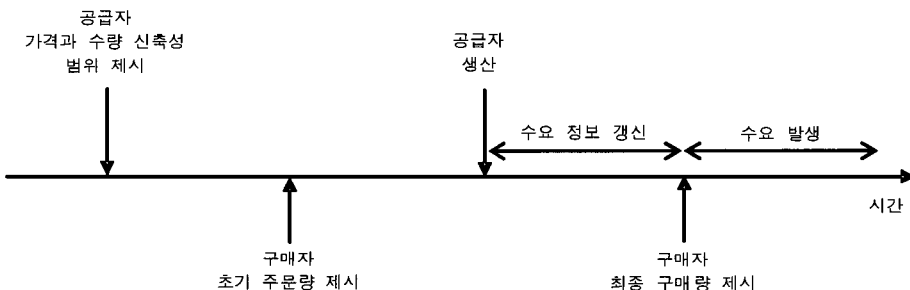 공급자
가격과 수량 신축성
범위 제시
공급자
생산
수요 정보 갱신
수요 발생
시간
구매자
초기 주문량 제시
구매자
최종 구매량 제시